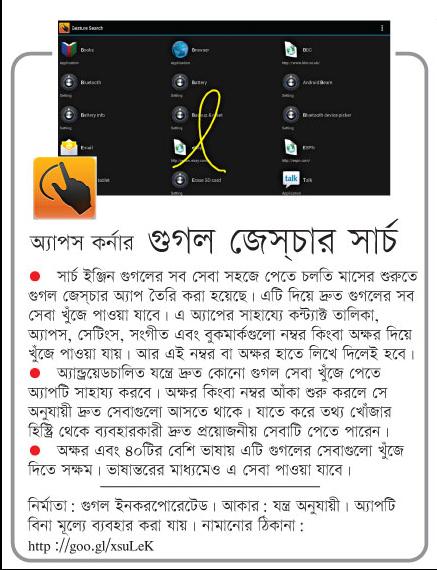 Gesture Search
Books
Application
Browser
Application
BBC
http://www.bbc.co.uk/
Bluetooth
Setting
Battery
Setting
Android Beam
Setting
Battery info
Setting
Backup & reset
Setting
Bluetooth device picker
Setting
Email
http://www.ebay.com/
ESPN
http://espn.com/
Erase SD card
Setting
talk
Talk
Application
অ্যাপস কর্নার গুগল জেস্চার সার্চ
● সার্চ ইঞ্জিন গুগলের সব সেবা সহজে পেতে চলতি মাসের শুরুতে
গুগল জেস্চার অ্যাপ তৈরি করা হয়েছে। এটি দিয়ে দ্রুত গুগলের সব
সেবা খুঁজে পাওয়া যাবে। এ অ্যাপের সাহায্যে কন্ট্যাক্ট তালিকা,
অ্যাপস, সেটিংস, সংগীত এবং বুকমার্কগুলো নম্বর কিংবা অক্ষর দিয়ে
খুঁজে পাওয়া যায়। আর এই নম্বর বা অক্ষর হাতে লিখে দিলেই হবে।
● অ্যান্ড্রয়েডচালিত যন্ত্রে দ্রুত কোনো গুগল সেবা খুঁজে পেতে
অ্যাপটি সাহায্য করবে। অক্ষর কিংবা নম্বর আঁকা শুরু করলে সে
অনুযায়ী দ্রুত সেবাগুলো আসতে থাকে। যাতে করে তথ্য খোঁজার
হিস্ট্রি থেকে ব্যবহারকারী দ্রুত প্রয়োজনীয় সেবাটি পেতে পারেন।
● অক্ষর এবং ৪০টির বেশি ভাষায় এটি গুগলের সেবাগুলো খুঁজে
দিতে সক্ষম। ভাষান্তরের মাধ্যমেও এ সেবা পাওয়া যাবে।
নির্মাতা : গুগল ইনকরপোরেটেড। আকার : যন্ত্র অনুযায়ী। অ্যাপটি
বিনা মূল্যে ব্যবহার করা যায়। নামানোর ঠিকানা :
http ://goo.gl/xsuLeK